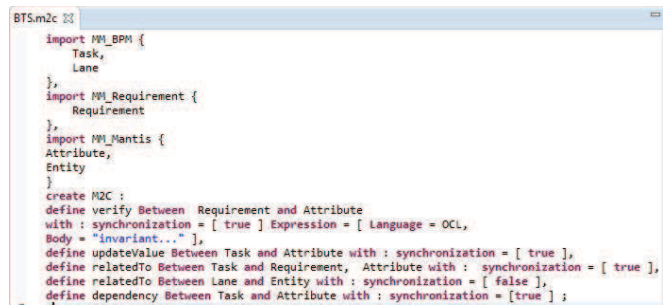 BTS.m2c
import MM_BPM {
Task,
Lane
},
import MM_Requirement {
Requirement
},
import MM_Mantis {
Attribute,
Entity
}
create M2C :
define verify Between Requirement and Attribute
with : synchronization = [ true ] Expression = [ Language = OCL,
Body = "invariant..." ],
define updateValue Between Task and Attribute with : synchronization = [ true ],
define relatedTo Between Task and Requirement, Attribute with : synchronization = [ true ],
define relatedTo Between Lane and Entity with : synchronization = [ false ],
define dependency Between Task and Attribute with : synchronization = [true ] ;